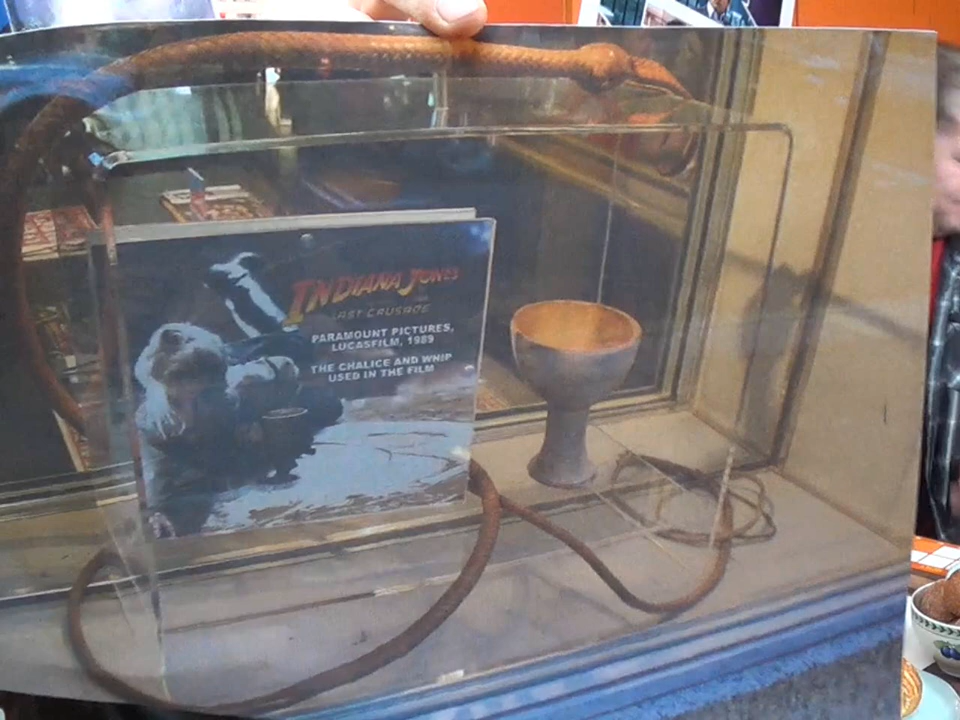 INDIANA JONES
LAST CRUSADE
PARAMOUNT PICTURES,
LUCASFILM, 1989
THE CHALICE AND WHIP
USED IN THE FILM